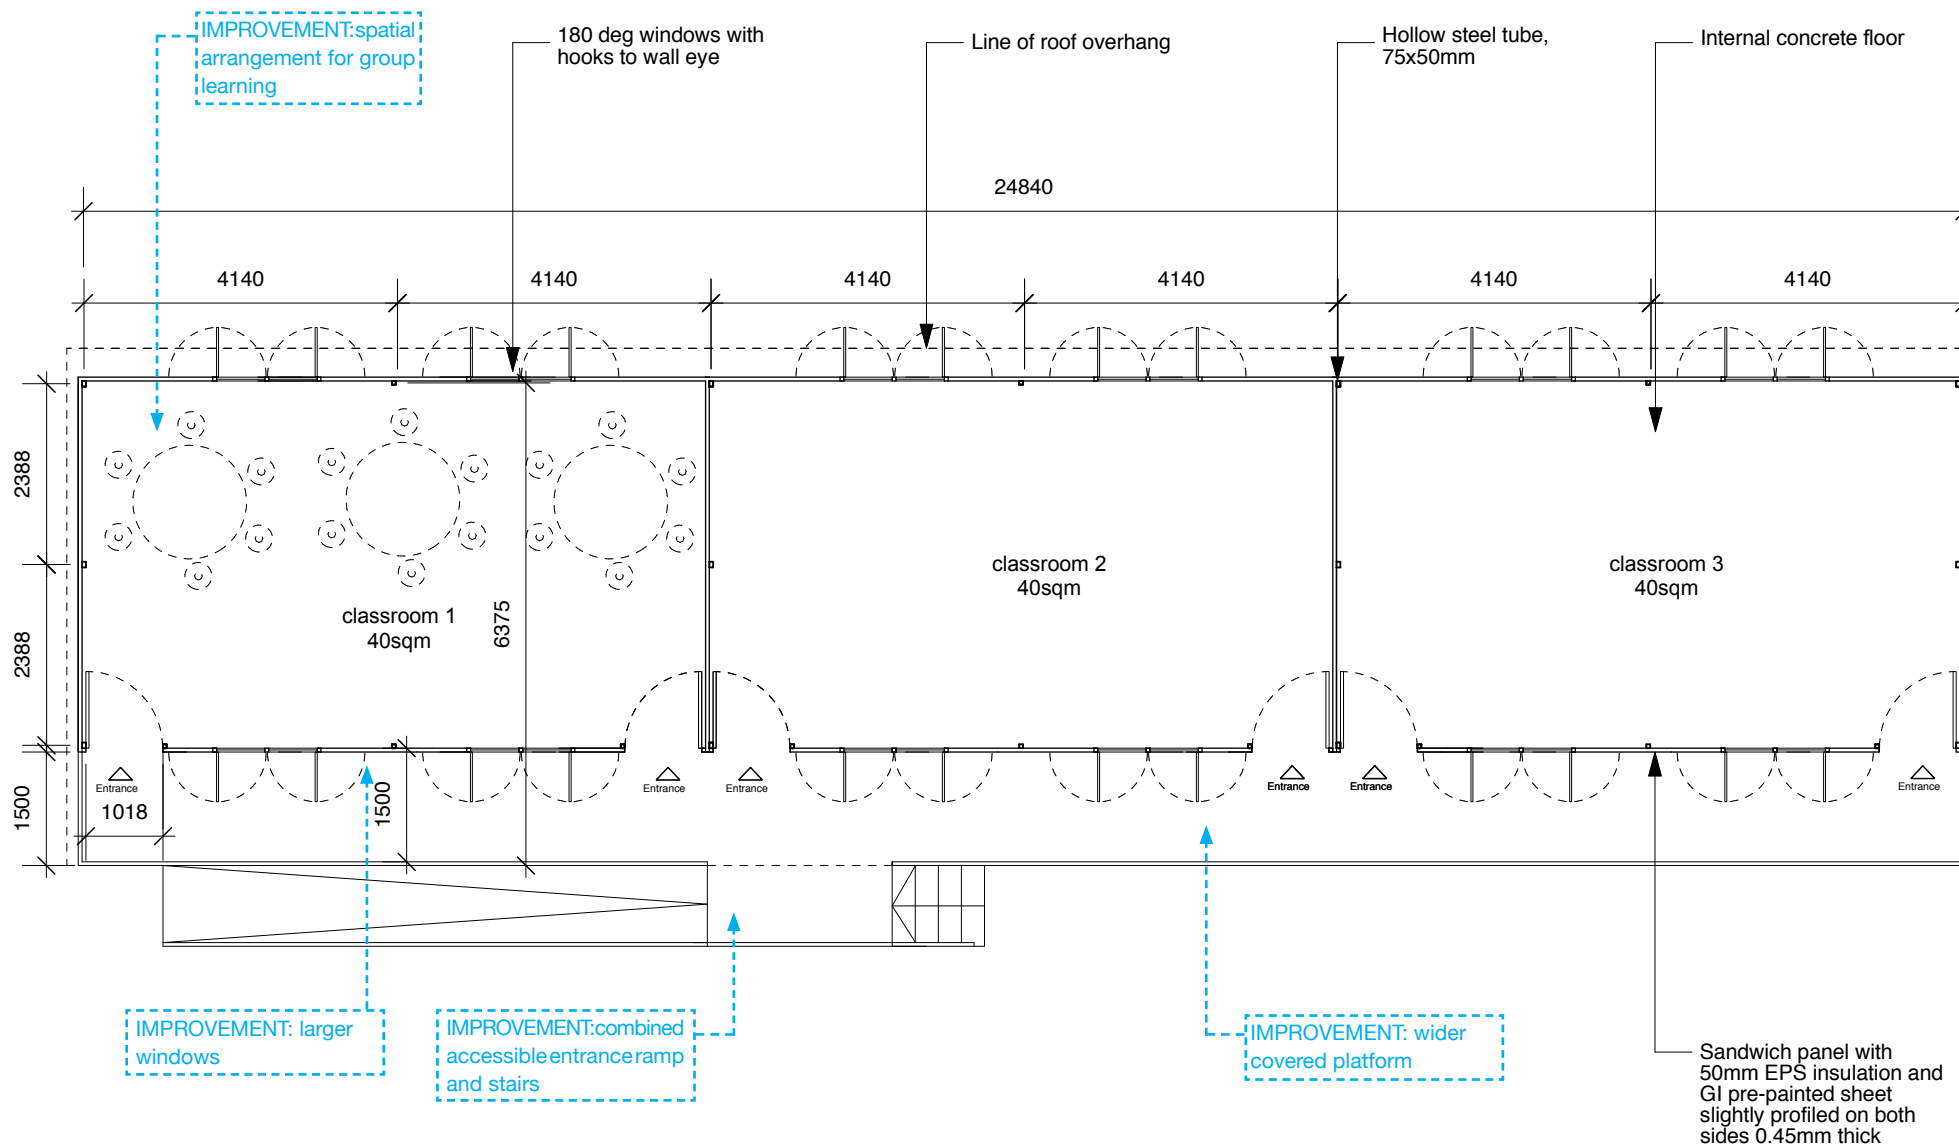 IMPROVEMENT:spatial
arrangement for group
learning
180 deg windows with
hooks to wall eye
Line of roof overhang
Hollow steel tube,
75x50mm
Internal concrete floor
24840
4140
4140
4140
4140
4140
4140
2388
2388
1500
6375
1500
1018
classroom 1
40sqm
classroom 2
40sqm
classroom 3
40sqm
Entrance
Entrance
Entrance
Entrance
Entrance
Entrance
IMPROVEMENT: larger
windows
IMPROVEMENT:combined
accessible entrance ramp
and stairs
IMPROVEMENT: wider
covered platform
Sandwich panel with
50mm EPS insulation and
GI pre-painted sheet
slightly profiled on both
sides 0.45mm thick